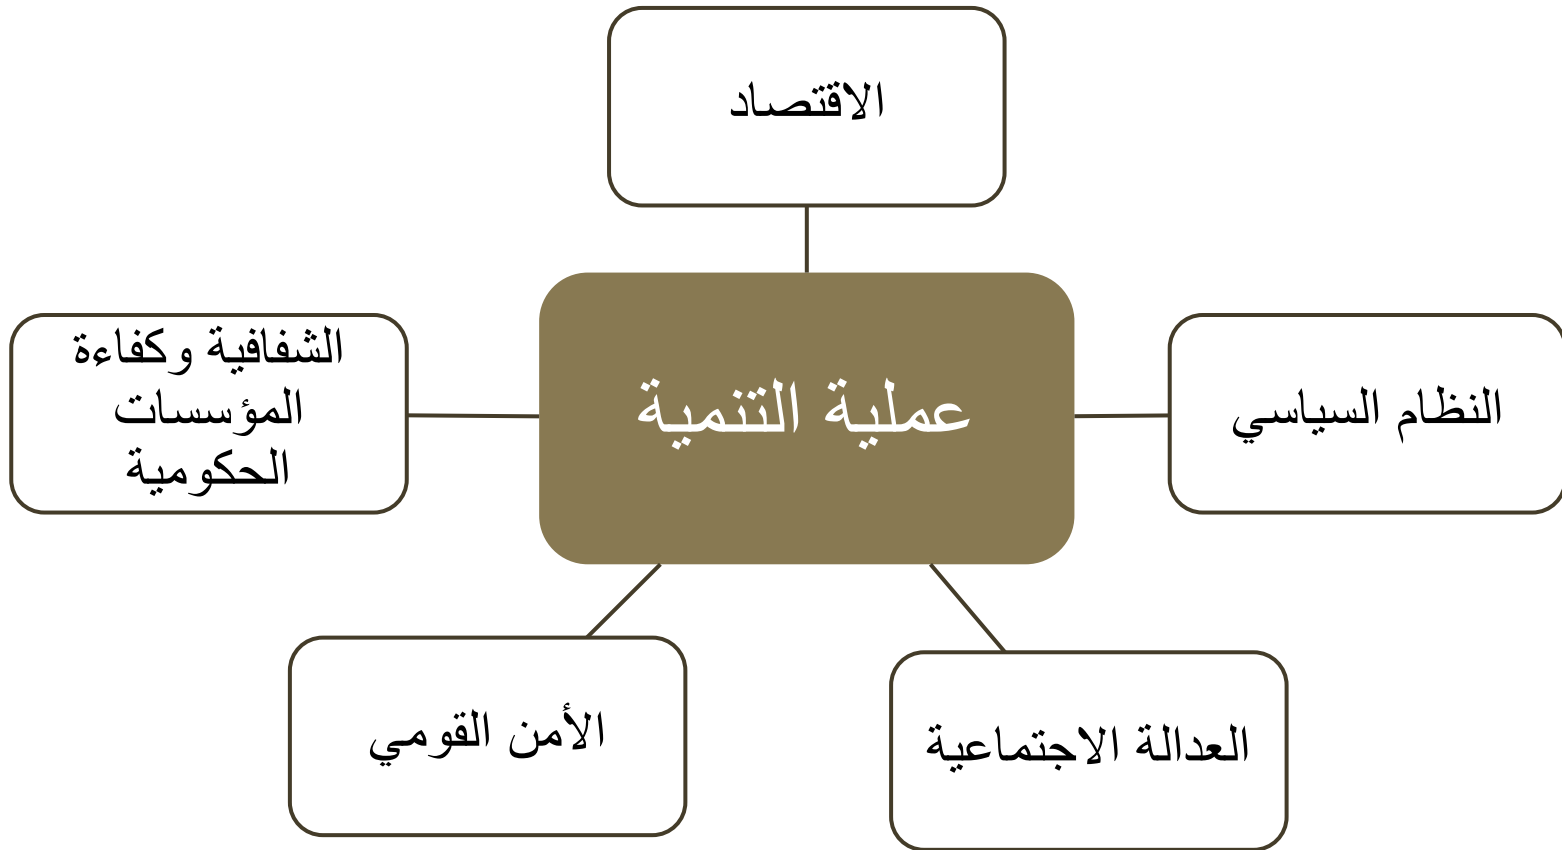 الاقتصاد
النظام السياسي
عملية التنمية
الشفافية وكفاءة
المؤسسات
الحكومية
العدالة الاجتماعية
الأمن القومي